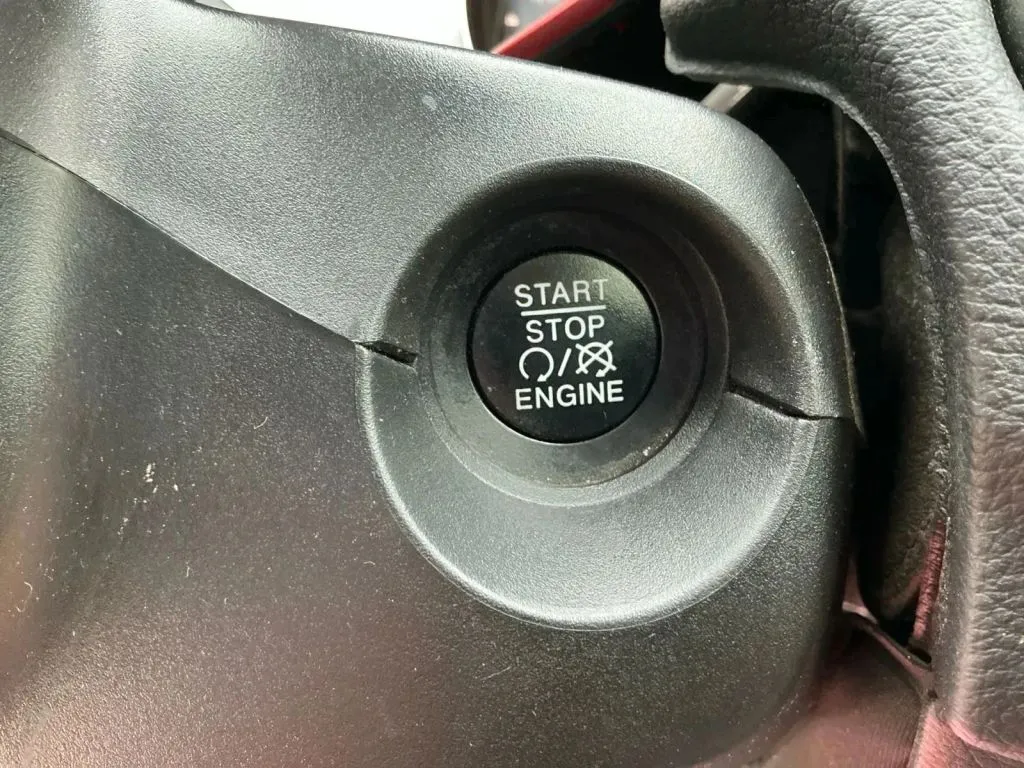 START
STOP
/
ENGINE